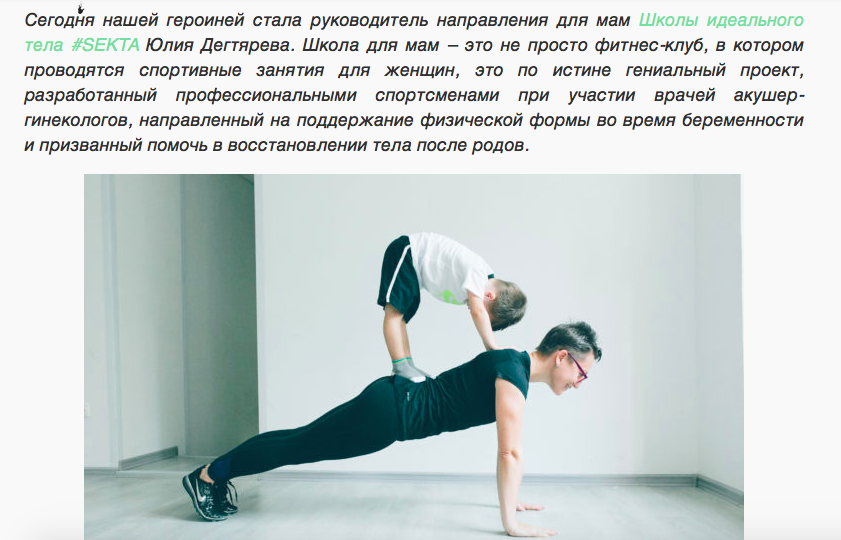 Сегодня нашей героиней стала руководитель направления для мам Школы идеального
тела #SEKTA Юлия Дегтярева. Школа для мам – это не просто фитнес-клуб, в котором
проводятся спортивные занятия для женщин, это по истине гениальный проект,
разработанный профессиональными спортсменами при участии врачей акушер-
гинекологов, направленный на поддержание физической формы во время беременности
и призванный помочь в восстановлении тела после родов.